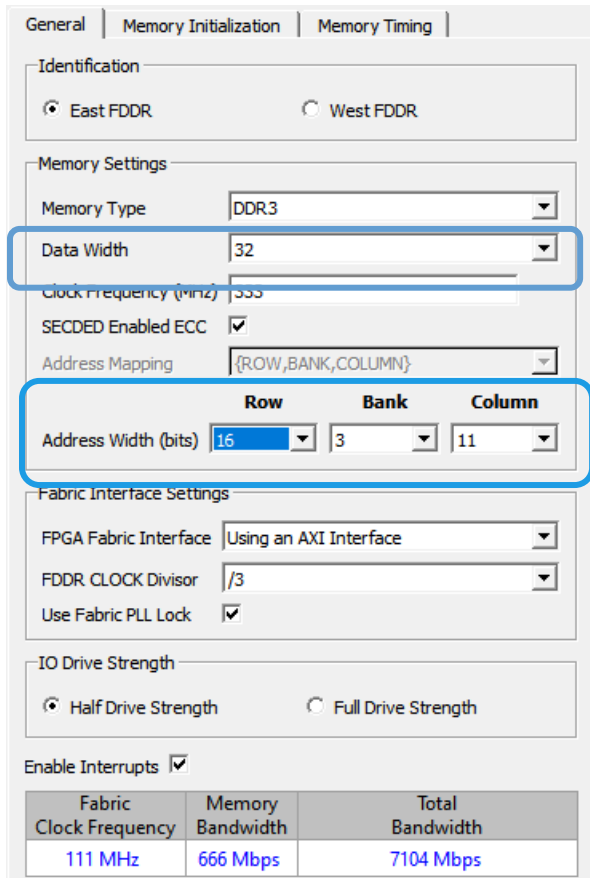 General Memory Initialization Memory Timing
Identification
East FDDR West FDDR
Memory Settings
Memory Type DDR3
Data Width 32
Clock Frequency (MHz) 333
SECDED Enabled ECC
Address Mapping {ROW,BANK,COLUMN}
Row Bank Column
Address Width (bits) 16 3 11
Fabric Interface Settings
FPGA Fabric Interface Using an AXI Interface
FDDR CLOCK Divisor /3
Use Fabric PLL Lock
IO Drive Strength
Half Drive Strength Full Drive Strength
Enable Interrupts
Fabric Memory Total
Clock Frequency Bandwidth Bandwidth
111 MHz 666 Mbps 7104 Mbps